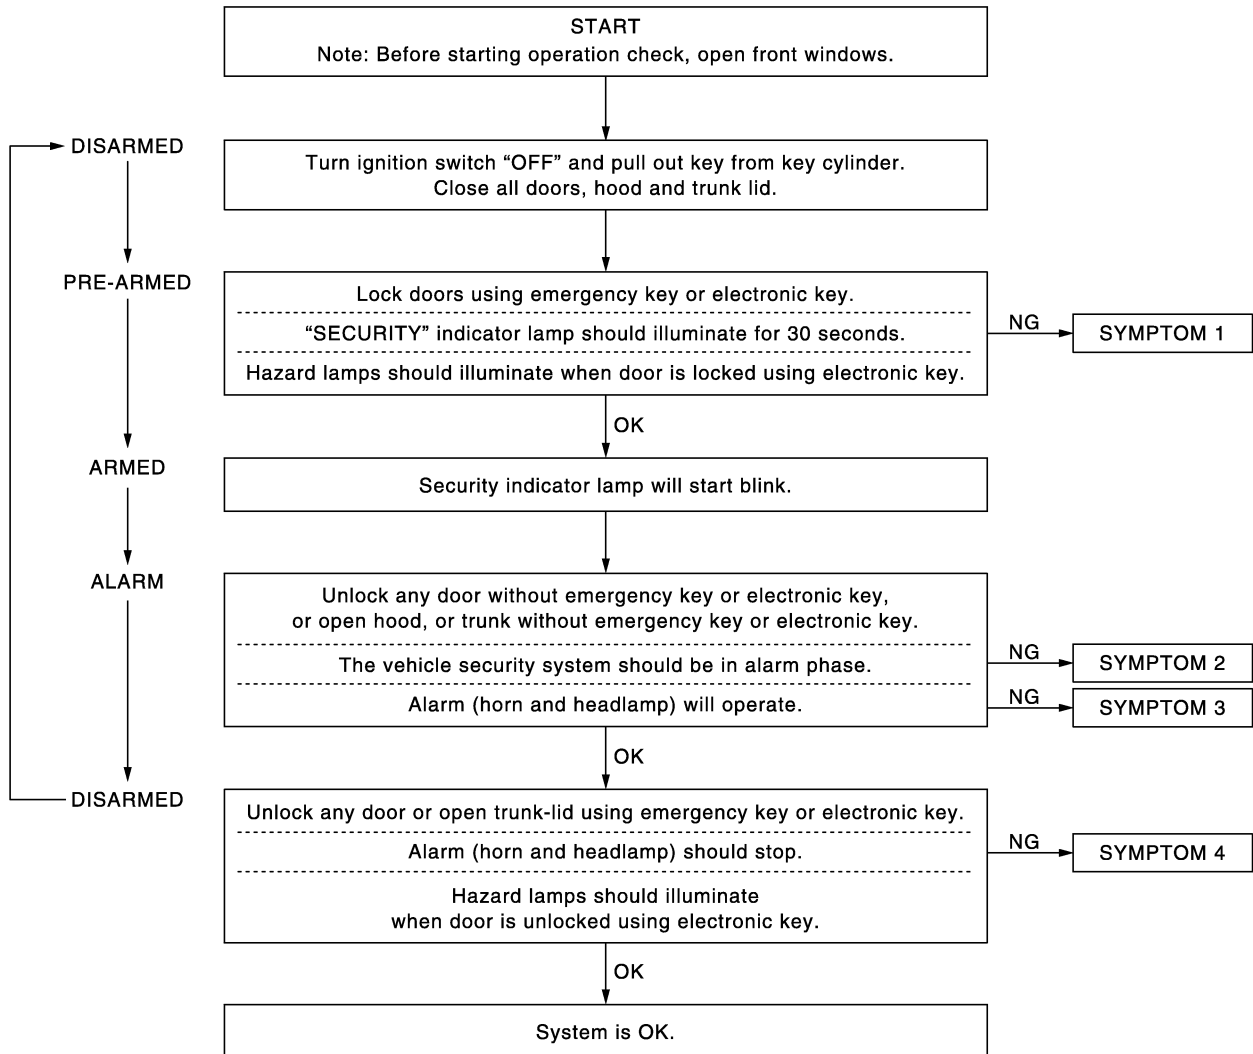 START
Note: Before starting operation check, open front windows.
DISARMED
Turn ignition switch “OFF” and pull out key from key cylinder.
Close all doors, hood and trunk lid.
PRE-ARMED
Lock doors using emergency key or electronic key.
“SECURITY” indicator lamp should illuminate for 30 seconds.
NG
SYMPTOM 1
Hazard lamps should illuminate when door is locked using electronic key.
OK
ARMED
Security indicator lamp will start blink.
ALARM
Unlock any door without emergency key or electronic key,
or open hood, or trunk without emergency key or electronic key.
The vehicle security system should be in alarm phase.
NG
SYMPTOM 2
Alarm (horn and headlamp) will operate.
NG
SYMPTOM 3
OK
DISARMED
Unlock any door or open trunk-lid using emergency key or electronic key.
Alarm (horn and headlamp) should stop.
NG
SYMPTOM 4
Hazard lamps should illuminate
when door is unlocked using electronic key.
OK
System is OK.